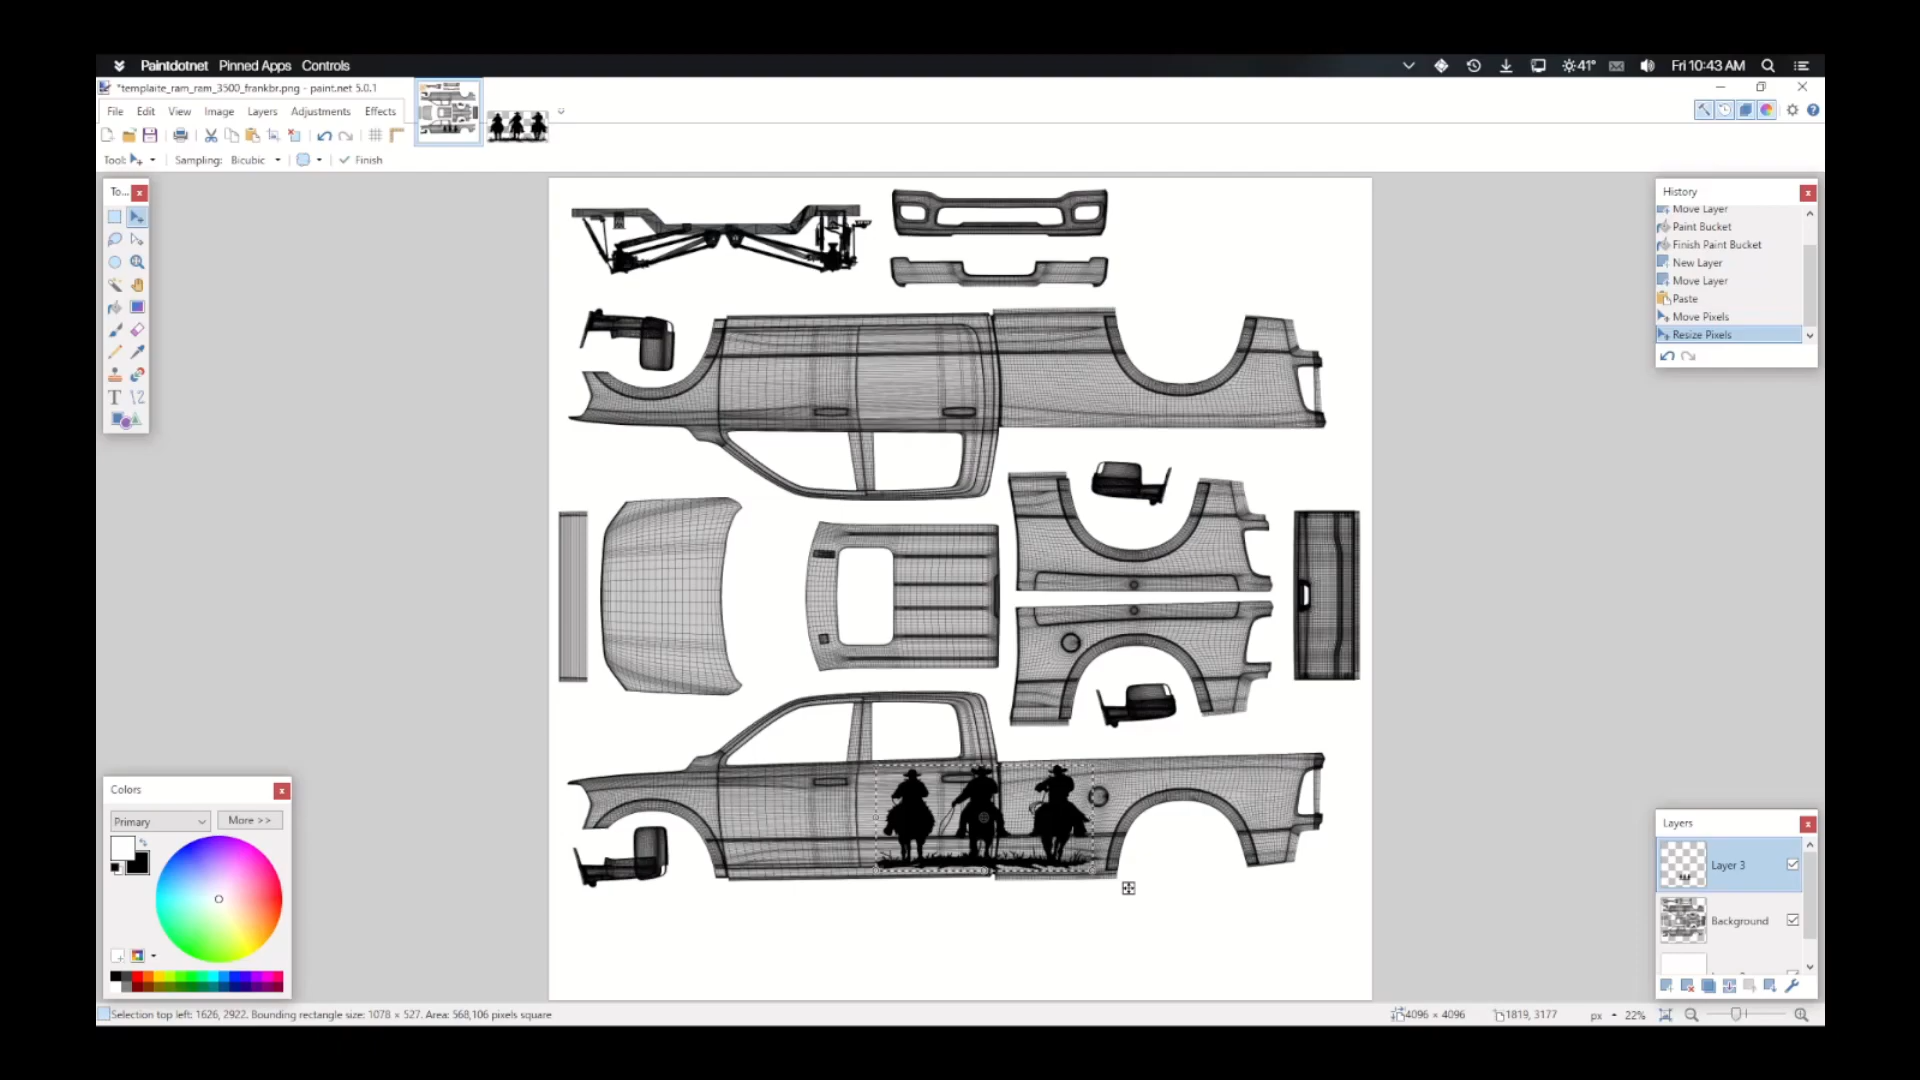 Paintdotnet Pinned Apps Controls
41° Fri 10:43 AM
*templaite_ram_ram_3500_frankbr.png - paint.net 5.0.1
File Edit View Image Layers Adjustments Effects
Tool: Sampling: Bicubic Finish
To...
History
Move Layer
Paint Bucket
Finish Paint Bucket
New Layer
Move Layer
Paste
Move Pixels
Resize Pixels
Colors
Primary More >>
Layers
Layer 3
Background
Selection top left: 1626, 2922. Bounding rectangle size: 1078 × 527. Area: 568,106 pixels square 4096 × 4096 1819, 3177 px 22%